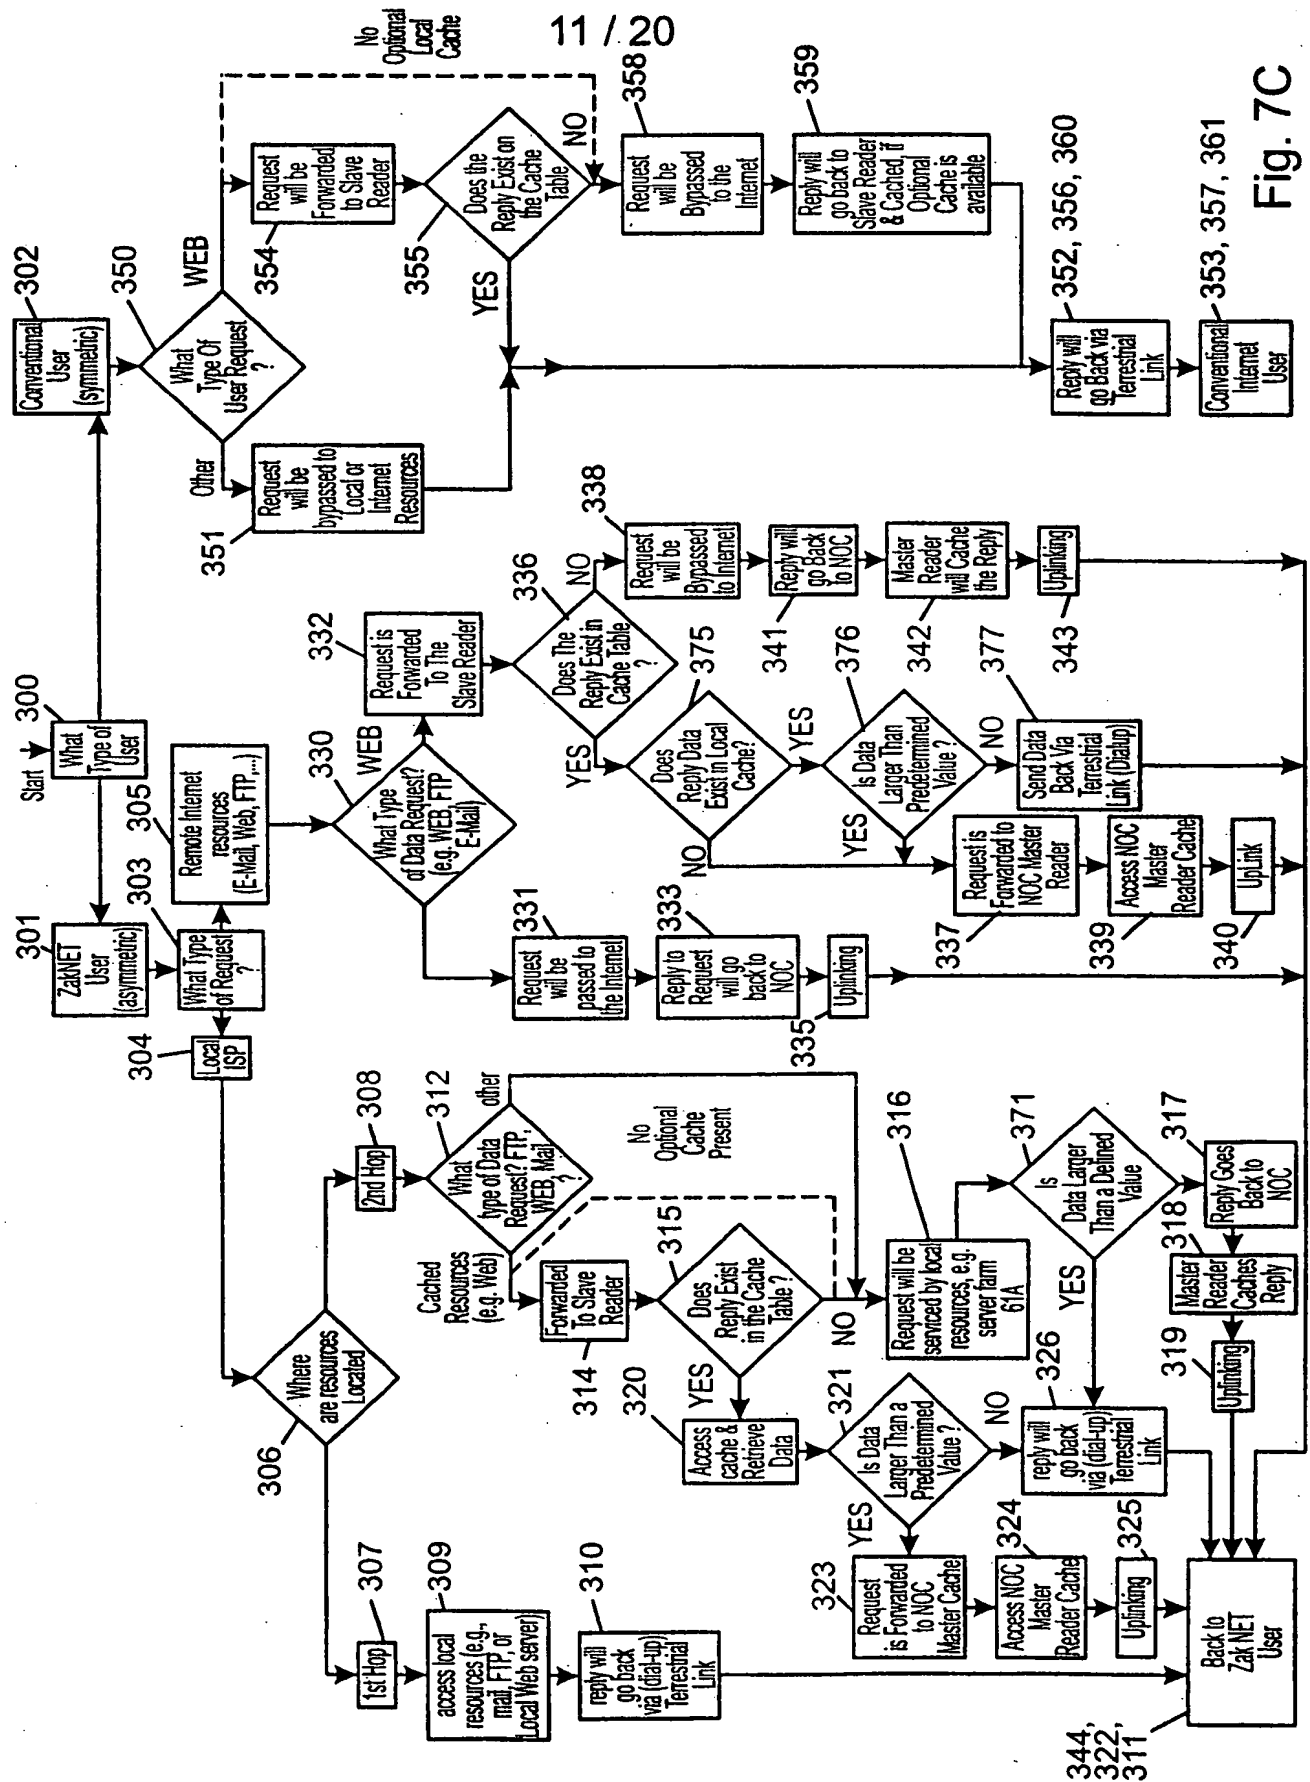 11 / 20
Start
300
What
Type of
User
301
ZakNET
User
(asymmetric)
302
Conventional
User
(symmetric)
303
What Type
of Request
?
304
Local
ISP
305
Remote Internet
resources
(E-Mail, Web, FTP,...)
306
Where
are resources
Located
307
1st Hop
309
access local
resources (e.g.,
mail, FTP, or
Local Web server)
310
reply will
go back
via (dial-up)
Terrestrial
Link
308
2nd Hop
312
What
type of Data
Request? FTP,
WEB, Mail
?
other
Cached
Resources
(e.g. Web)
No
Optional
Cache
Present
314
Forwarded
To Slave
Reader
315
Does
Reply Exist
in the Cache
Table ?
YES
NO
320
Access
cache &
Retrieve
Data
321
Is Data
Larger Than a
Predetermined
Value ?
YES
NO
323
Request
is Forwarded
to NOC
Master Cache
324
Access NOC
Master
Reader Cache
325
Uplinking
326
reply will
go back
via (dial-up)
Terrestrial
Link
316
Request will be
serviced by local
resources, e.g.
server farm
61A
371
Is
Data Larger
Than a Defined
Value
YES
317
Reply Goes
Back to
NOC
318
Master
Reader
Caches
Reply
319
Uplinking
344,
322,
311
Back to
Zak NET
User
330
What Type
of Data Request?
(e.g. WEB, FTP
E-Mail)
WEB
331
Request
will be
passed to
the Internet
333
Reply to
Request
will go
back to
NOC
335
Uplinking
332
Request is
Forwarded
To The
Slave Reader
336
Does The
Reply Exist in
Cache Table
?
YES
NO
375
Does
Reply Data
Exist in Local
Cache?
NO
YES
376
Is Data
Larger Than
Predetermined
Value ?
YES
NO
377
Send Data
Back Via
Terrestrial
Link (Dialup)
337
Request is
Forwarded to
NOC Master
Reader
339
Access NOC
Master
Reader Cache
340
UpLink
338
Request
will be
Bypassed
to Internet
341
Reply will
go Back
to NOC
342
Master
Reader
will Cache
the Reply
343
Uplinking
350
What
Type Of
User Request
?
Other
WEB
351
Request
will be
bypassed to
Local or
Internet
Resources
354
Request
will be
Forwarded
to Slave
Reader
No
Optional
Local
Cache
355
Does the
Reply Exist on
the Cache
Table
YES
NO
358
Request
will be
Bypassed
to the
Internet
359
Reply will
go back to
Slave Reader
& Cached, if
Optional
Cache is
available
352, 356, 360
Reply will
go Back via
Terrestrial
Link
353, 357, 361
Conventional
Internet
User
Fig. 7C